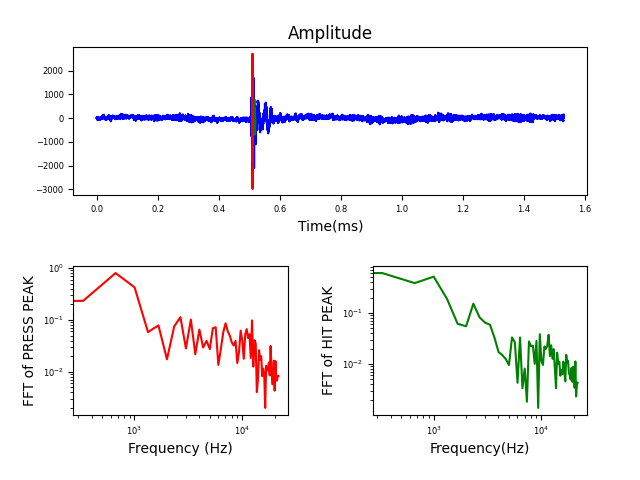 Amplitude
2000
1000
0
−1000
−2000
−3000
0.0 0.2 0.4 0.6 0.8 1.0 1.2 1.4 1.6
Time(ms)
FFT of PRESS PEAK
10⁰
10⁻¹
10⁻²
10³ 10⁴
Frequency (Hz)
FFT of HIT PEAK
10⁻¹
10⁻²
10³ 10⁴
Frequency(Hz)